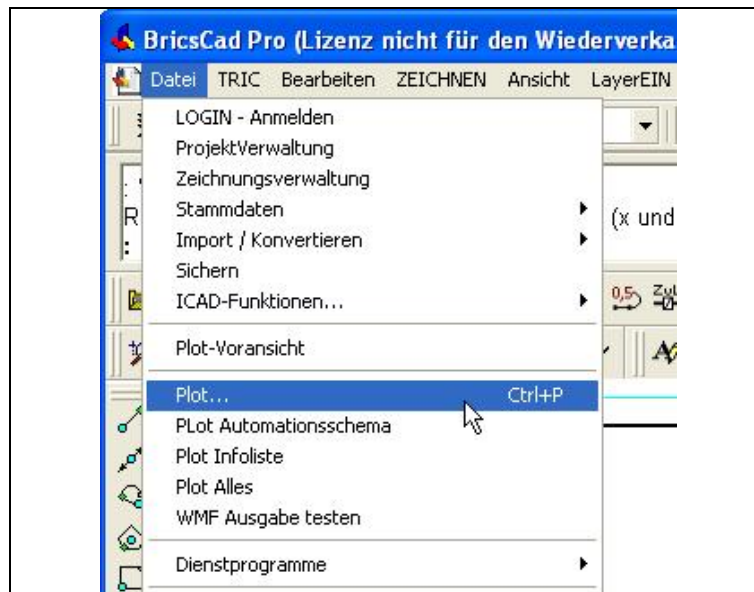 BricsCad Pro (Lizenz nicht für den Wiederverka
Datei TRIC Bearbeiten ZEICHNEN Ansicht LayerEIN
LOGIN - Anmelden
ProjektVerwaltung
Zeichnungsverwaltung
R Stammdaten (x und
: Import / Konvertieren
Sichern
ICAD-Funktionen... 0,5
Plot-Voransicht
Plot... Ctrl+P
PLot Automationsschema
Plot Infoliste
Plot Alles
WMF Ausgabe testen
Dienstprogramme